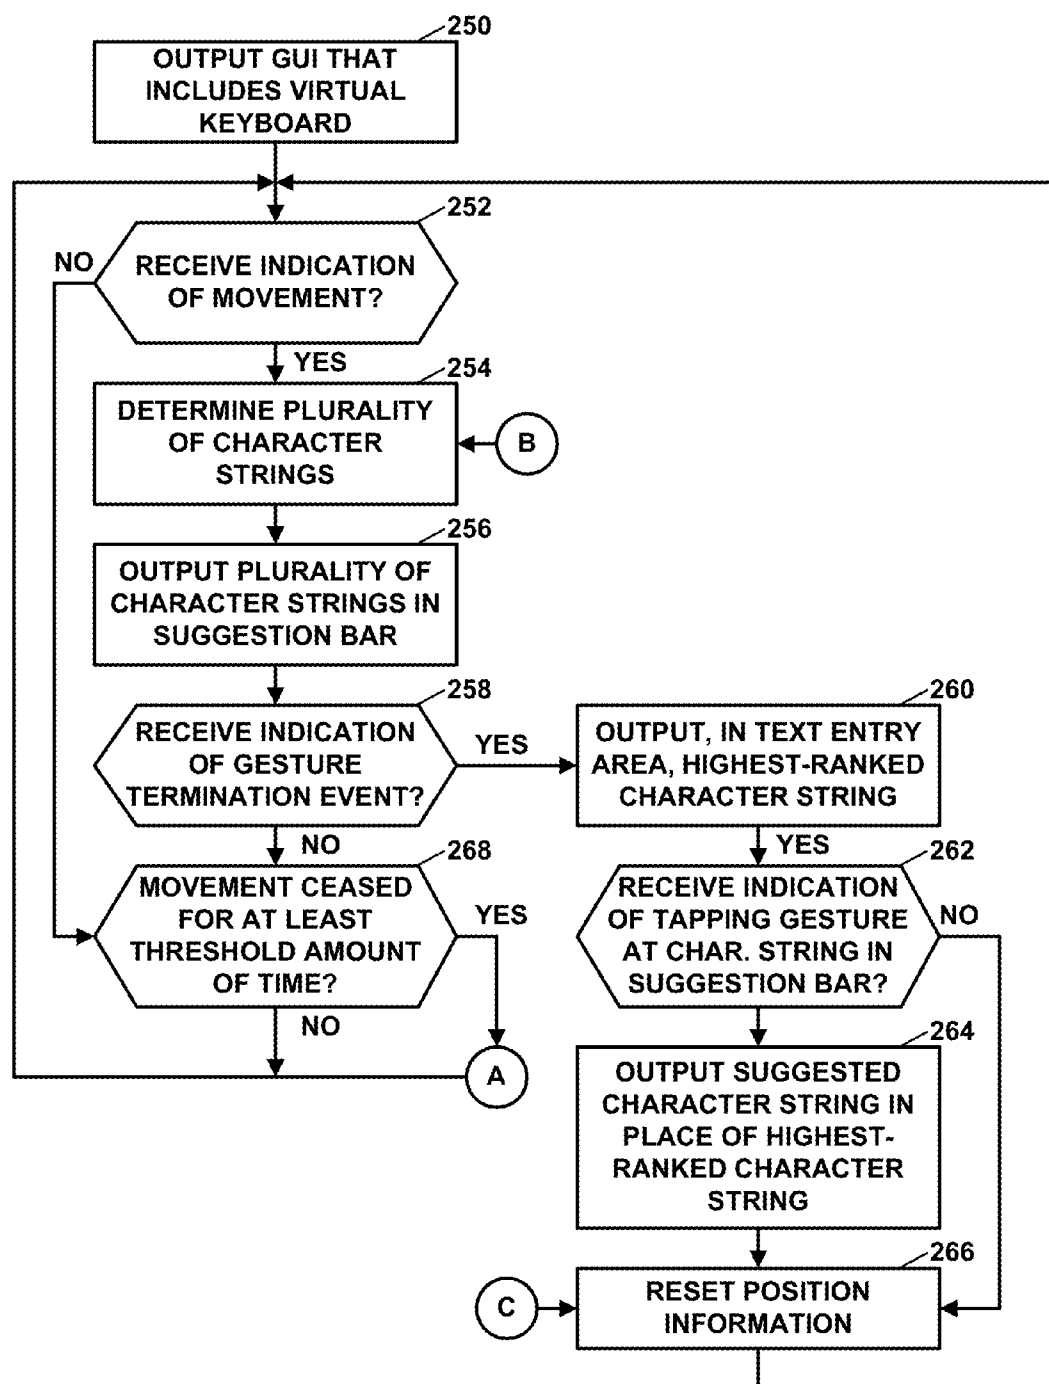 250
OUTPUT GUI THAT
INCLUDES VIRTUAL
KEYBOARD
252
NO
RECEIVE INDICATION
OF MOVEMENT?
YES
254
DETERMINE PLURALITY
OF CHARACTER
STRINGS
B
256
OUTPUT PLURALITY OF
CHARACTER STRINGS IN
SUGGESTION BAR
258
RECEIVE INDICATION
OF GESTURE
TERMINATION EVENT?
YES
260
OUTPUT, IN TEXT ENTRY
AREA, HIGHEST-RANKED
CHARACTER STRING
NO
YES
268
MOVEMENT CEASED
FOR AT LEAST
THRESHOLD AMOUNT
OF TIME?
YES
262
RECEIVE INDICATION
OF TAPPING GESTURE
AT CHAR. STRING IN
SUGGESTION BAR?
NO
NO
A
264
OUTPUT SUGGESTED
CHARACTER STRING IN
PLACE OF HIGHEST-
RANKED CHARACTER
STRING
266
C
RESET POSITION
INFORMATION